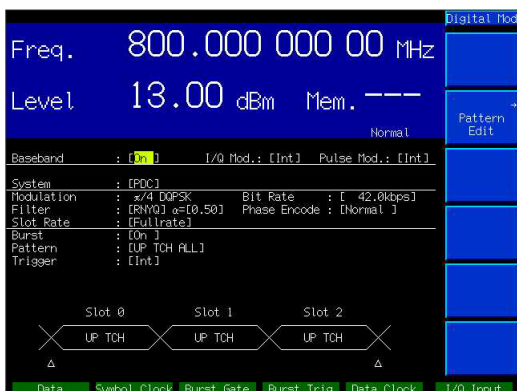 Digital Mod
Freq. 800.000 000 00 MHz
Level 13.00 dBm Mem.---
Normal
Pattern →
Edit
Baseband : [On ] I/Q Mod.: [Int] Pulse Mod.: [Int]
System : [PDC]
Modulation : π/4 DQPSK Bit Rate : [ 42.0kbps]
Filter : [RNYQ] α=[0.50] Phase Encode : [Normal ]
Slot Rate : [Fullrate]
Burst : [On ]
Pattern : [UP TCH ALL]
Trigger : [Int]
Slot 0 Slot 1 Slot 2
UP TCH UP TCH UP TCH
Data Symbol Clock Burst Gate Burst Trig Data Clock I/Q Input